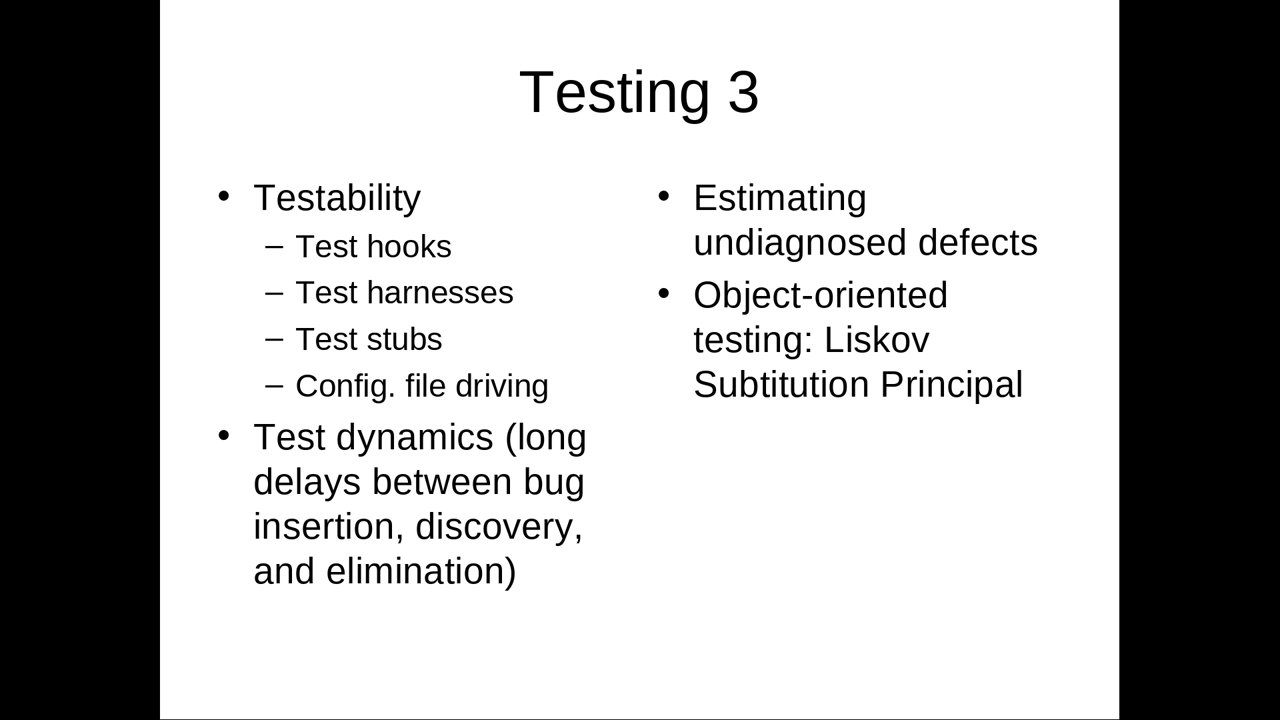 Testing 3
• Testability
– Test hooks
– Test harnesses
– Test stubs
– Config. file driving
• Test dynamics (long
delays between bug
insertion, discovery,
and elimination)
• Estimating
undiagnosed defects
• Object-oriented
testing: Liskov
Subtitution Principal